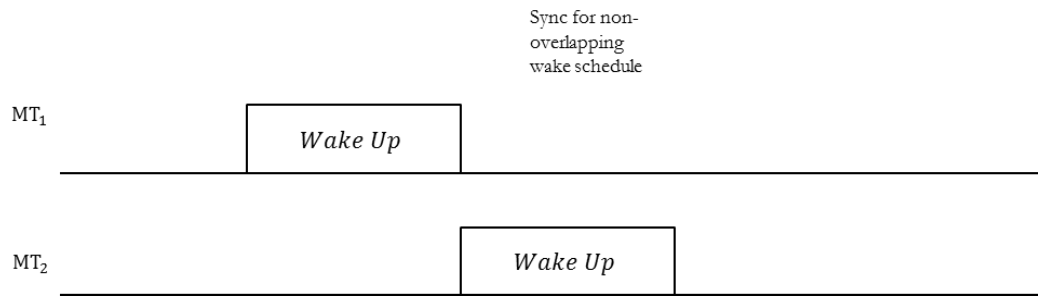 Sync for non-
overlapping
wake schedule
MT₁
Wake Up
MT₂
Wake Up